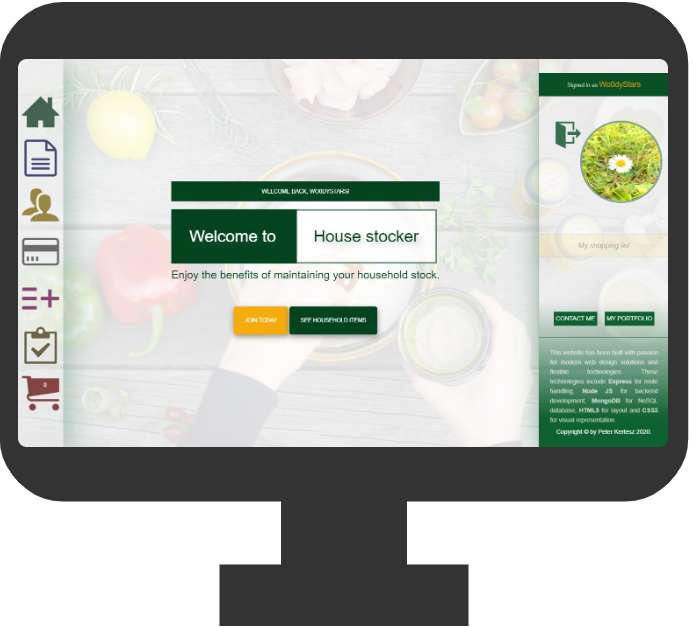 Signed in as Wo0dyStars
WELCOME BACK, WO0DYSTARS!
Welcome to House stocker
Enjoy the benefits of maintaining your household stock.
JOIN TODAY SEE HOUSEHOLD ITEMS
My shopping list
CONTACT ME MY PORTFOLIO
This website has been built with passion
for modern web design solutions and
flexible technologies. These
technologies include Express for route
handling, Node JS for backend
development, MongoDB for NoSQL
database, HTML5 for layout and CSS3
for visual representation.
Copyright © by Peter Kertesz 2020.
0